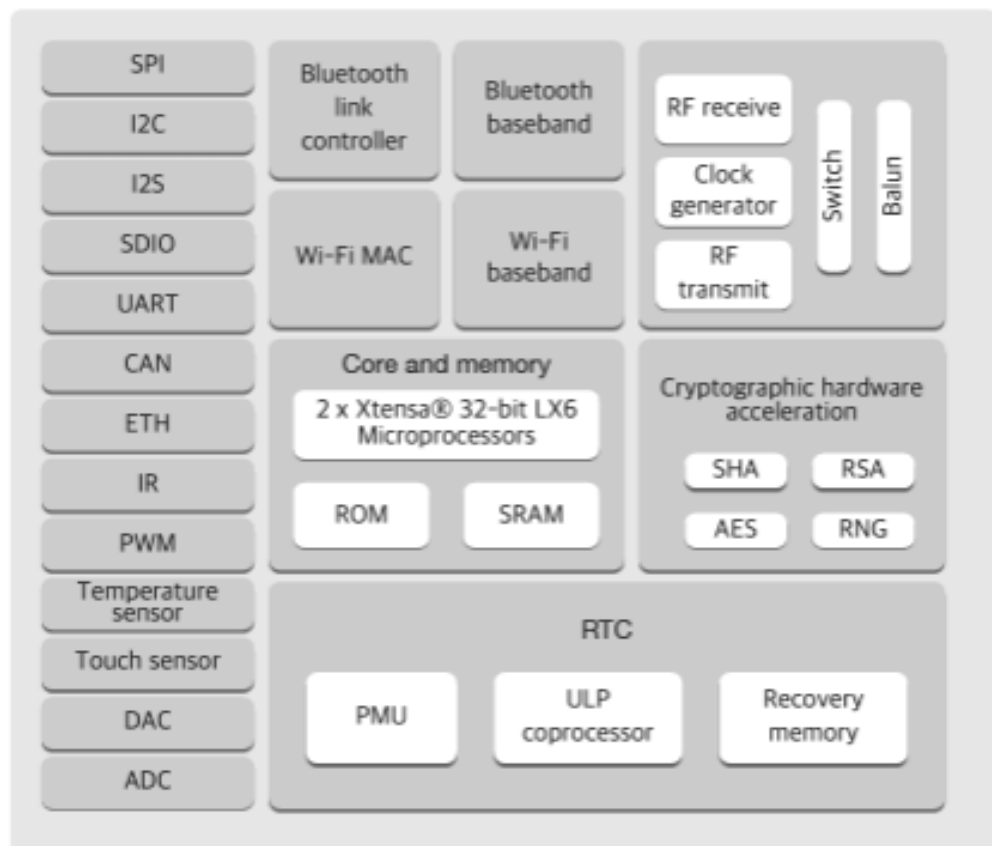 SPI
I2C
I2S
SDIO
UART
CAN
ETH
IR
PWM
Temperature
sensor
Touch sensor
DAC
ADC
Bluetooth
link
controller
Bluetooth
baseband
Wi-Fi MAC
Wi-Fi
baseband
RF receive
Clock
generator
RF
transmit
Switch
Balun
Core and memory
2 x Xtensa® 32-bit LX6
Microprocessors
ROM
SRAM
Cryptographic hardware
acceleration
SHA
RSA
AES
RNG
RTC
PMU
ULP
coprocessor
Recovery
memory